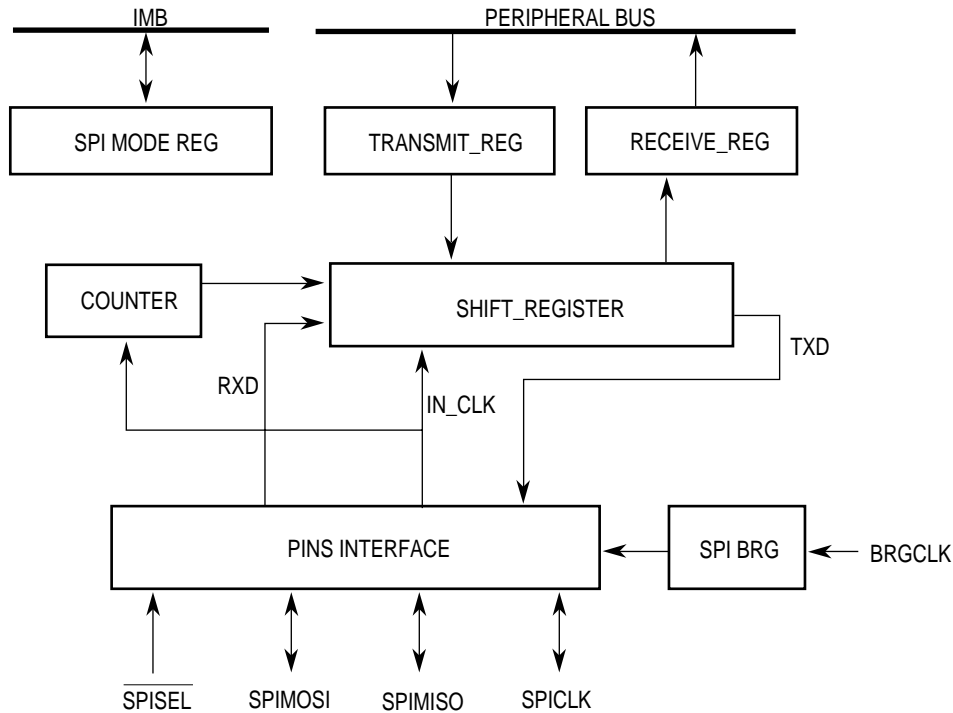 IMB
PERIPHERAL BUS
SPI MODE REG
TRANSMIT_REG
RECEIVE_REG
COUNTER
SHIFT_REGISTER
TXD
RXD
IN_CLK
PINS INTERFACE
SPI BRG
BRGCLK
SPISEL
SPIMOSI
SPIMISO
SPICLK